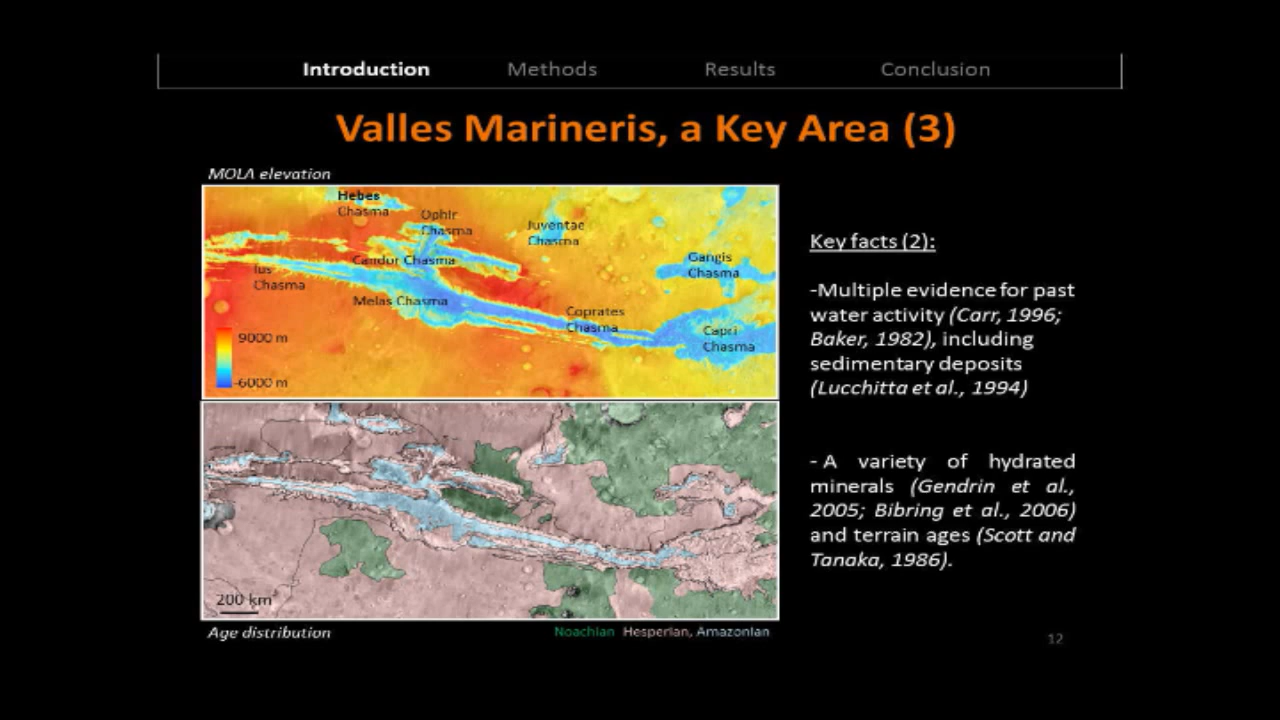 Introduction Methods Results Conclusion
Valles Marineris, a Key Area (3)
MOLA elevation
Hebes
Chasma
Ophir
Chasma
Juventae
Chasma
Candor Chasma
Gangis
Chasma
Ius
Chasma
Melas Chasma
Coprates
Chasma
Capri
Chasma
9000 m
-6000 m
Key facts (2):
-Multiple evidence for past
water activity (Carr, 1996;
Baker, 1982), including
sedimentary deposits
(Lucchitta et al., 1994)
- A variety of hydrated
minerals (Gendrin et al.,
2005; Bibring et al., 2006)
and terrain ages (Scott and
Tanaka, 1986).
200 km
Age distribution
Noachian Hesperian, Amazonian
12